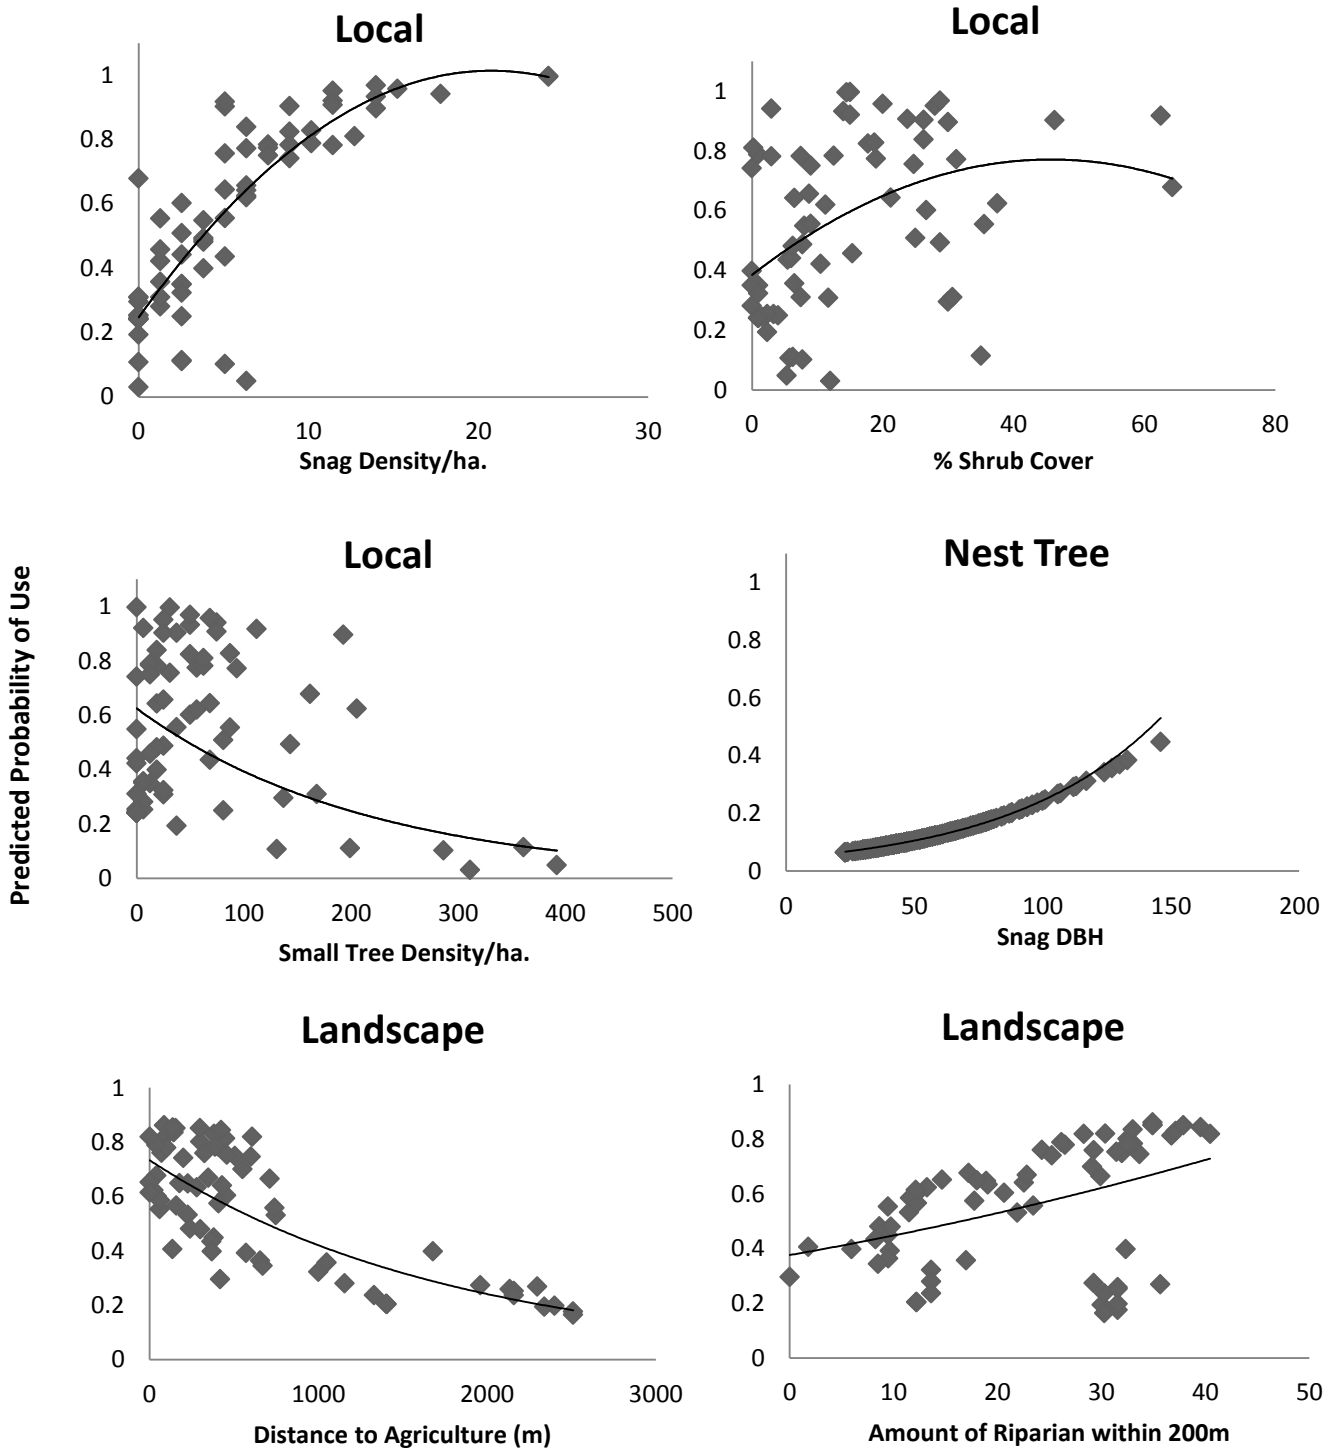 Predicted Probability of Use
Local
1
0.8
0.6
0.4
0.2
0
0 10 20 30
Snag Density/ha.
Local
1
0.8
0.6
0.4
0.2
0
0 20 40 60 80
% Shrub Cover
Local
1
0.8
0.6
0.4
0.2
0
0 100 200 300 400 500
Small Tree Density/ha.
Nest Tree
1
0.8
0.6
0.4
0.2
0
0 50 100 150 200
Snag DBH
Landscape
1
0.8
0.6
0.4
0.2
0
0 1000 2000 3000
Distance to Agriculture (m)
Landscape
1
0.8
0.6
0.4
0.2
0
0 10 20 30 40 50
Amount of Riparian within 200m